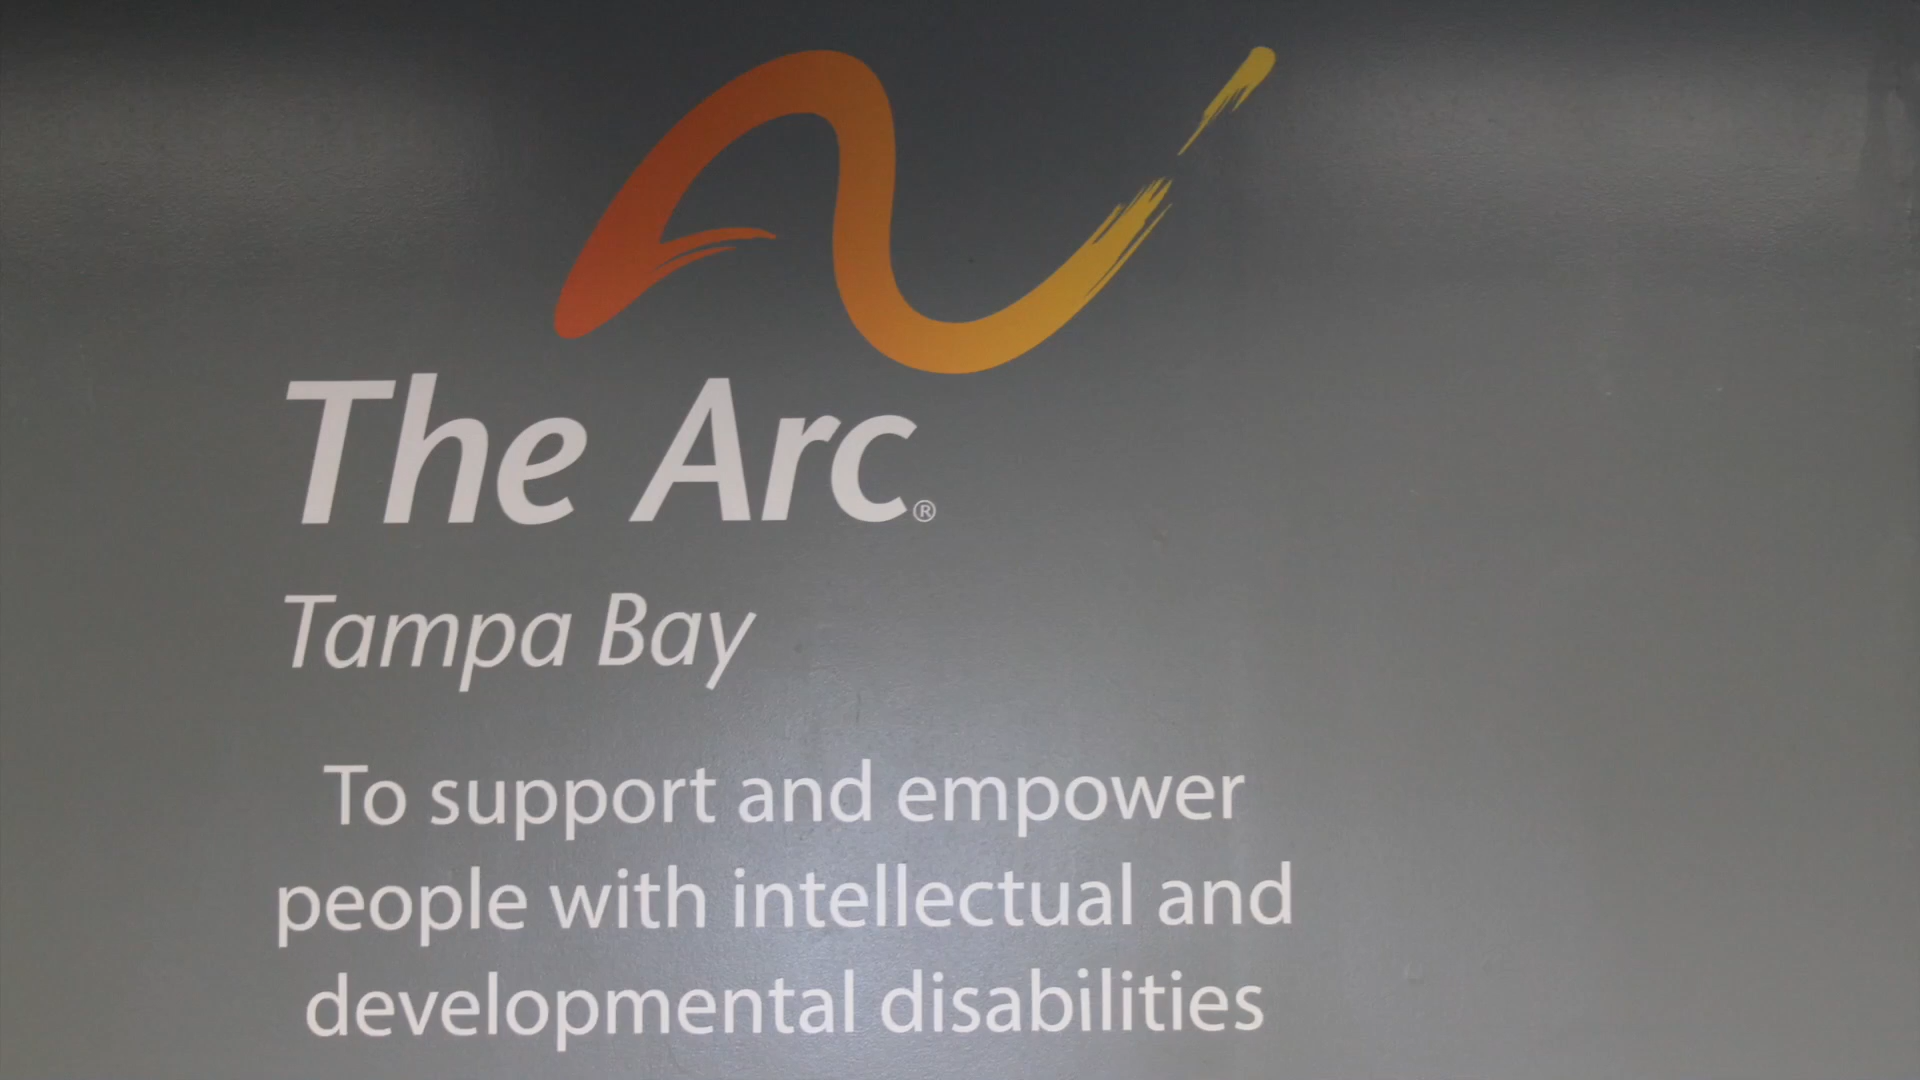 The Arc®
Tampa Bay
To support and empower
people with intellectual and
developmental disabilities